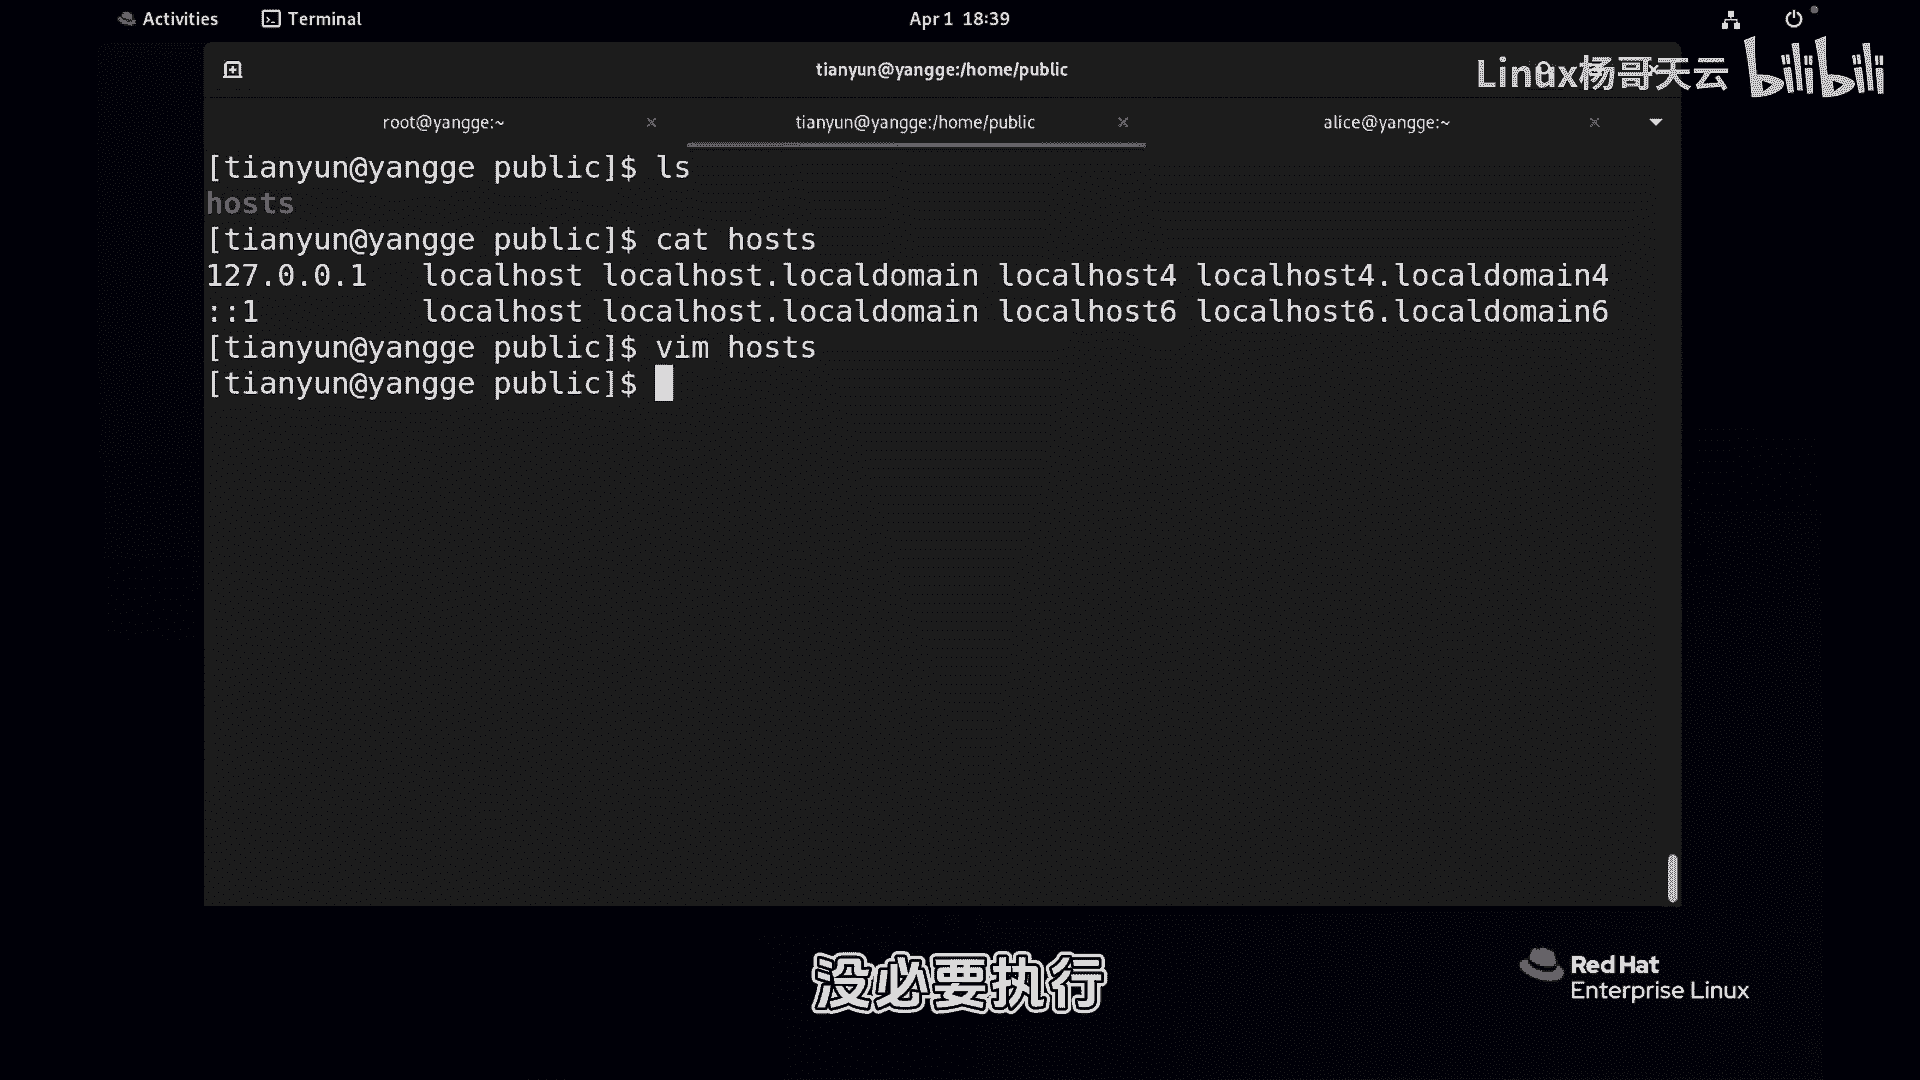 Activities Terminal Apr 1 18:39
tianyun@yangge:/home/public
Linux杨哥天云 bilibili
root@yangge:~ tianyun@yangge:/home/public alice@yangge:~
[tianyun@yangge public]$ ls
hosts
[tianyun@yangge public]$ cat hosts
127.0.0.1   localhost localhost.localdomain localhost4 localhost4.localdomain4
::1         localhost localhost.localdomain localhost6 localhost6.localdomain6
[tianyun@yangge public]$ vim hosts
[tianyun@yangge public]$
没必要执行
Red Hat
Enterprise Linux